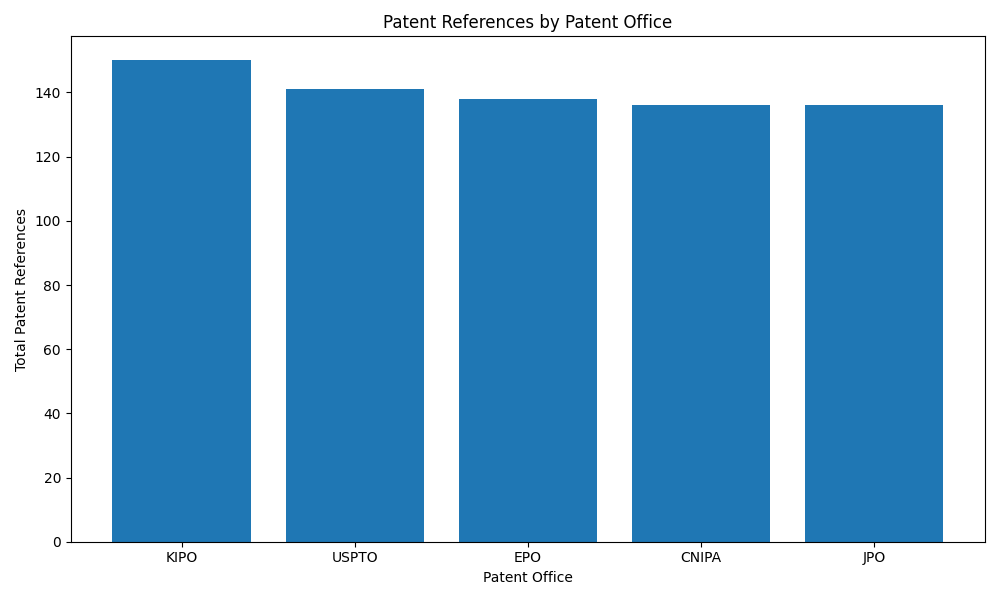 Patent References by Patent Office
Total Patent References
140
120
100
80
60
40
20
0
KIPO USPTO EPO CNIPA JPO
Patent Office